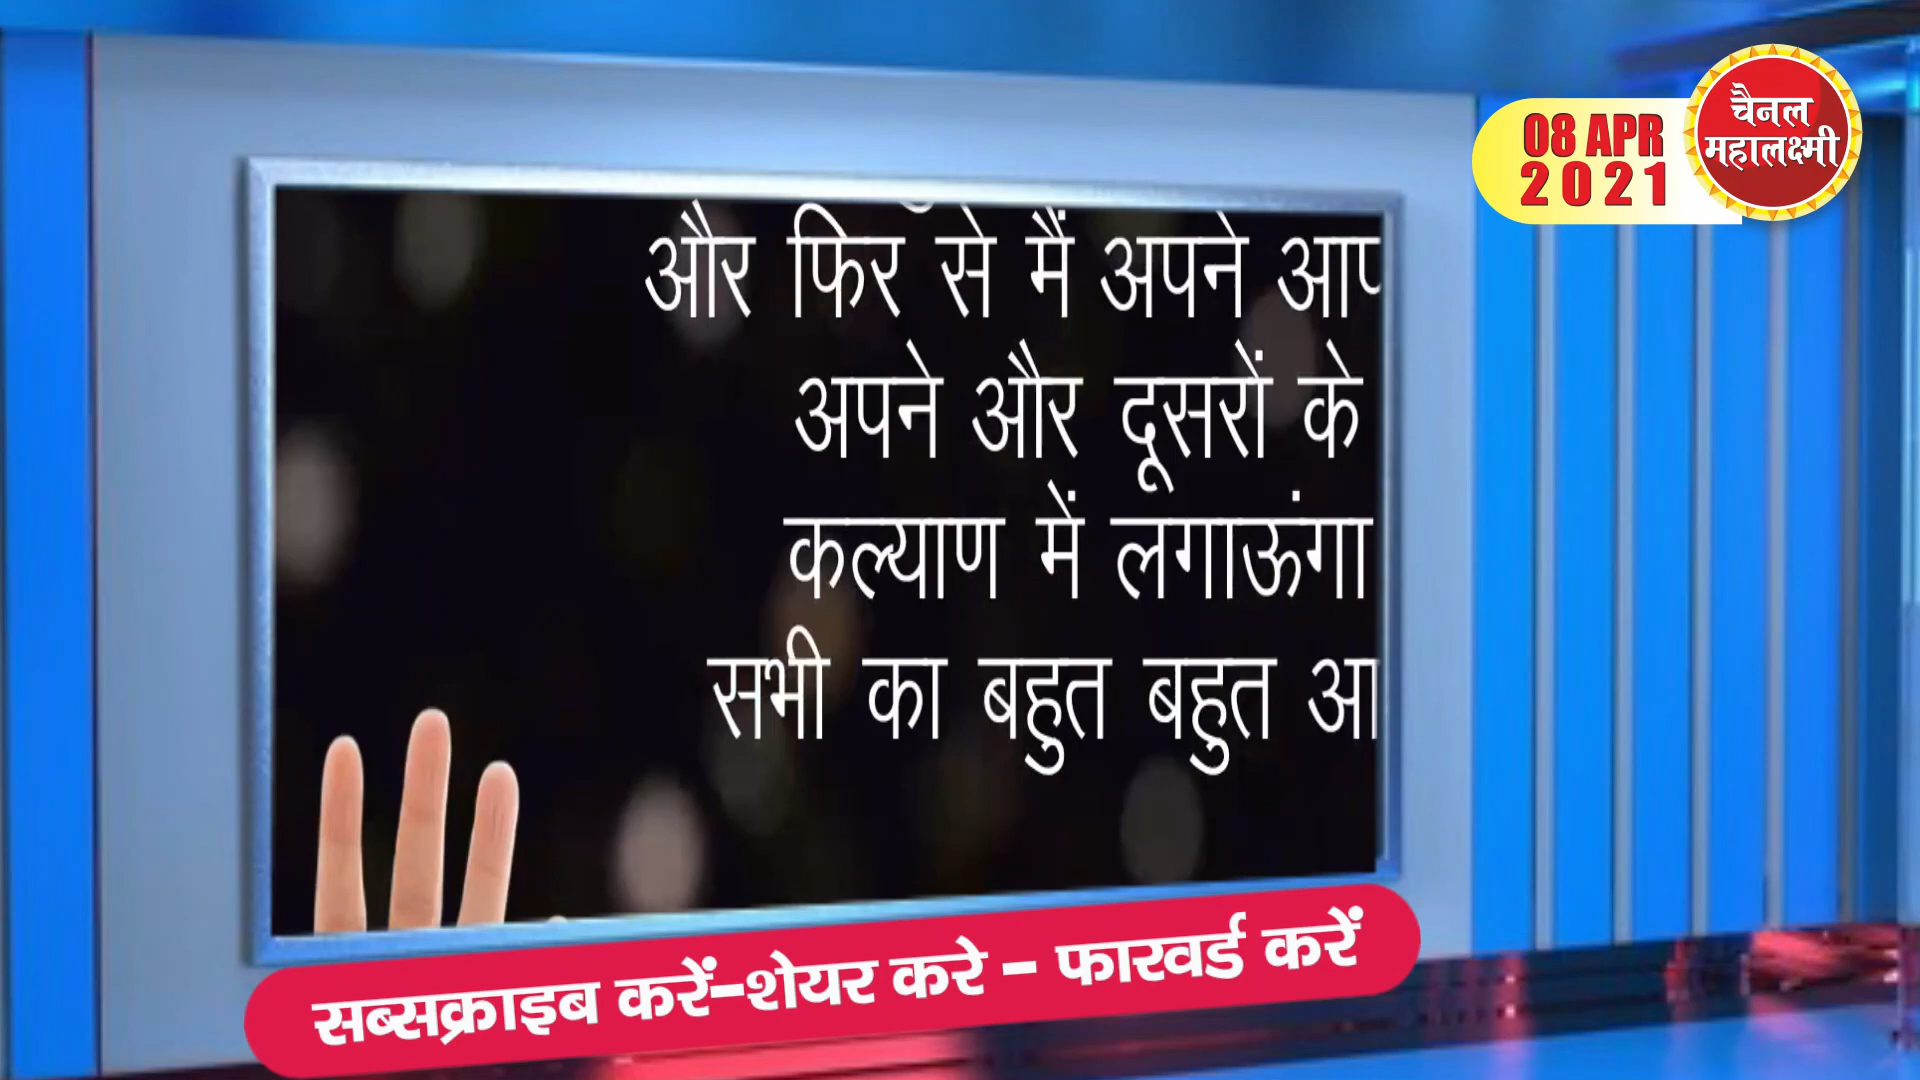 08 APR
2021
चैनल
महालक्ष्मी
और फिर से मैं अपने आप
अपने और दूसरों के
कल्याण में लगाऊंगा
सभी का बहुत बहुत आ
सब्सक्राइब करें-शेयर करे - फारवर्ड करें